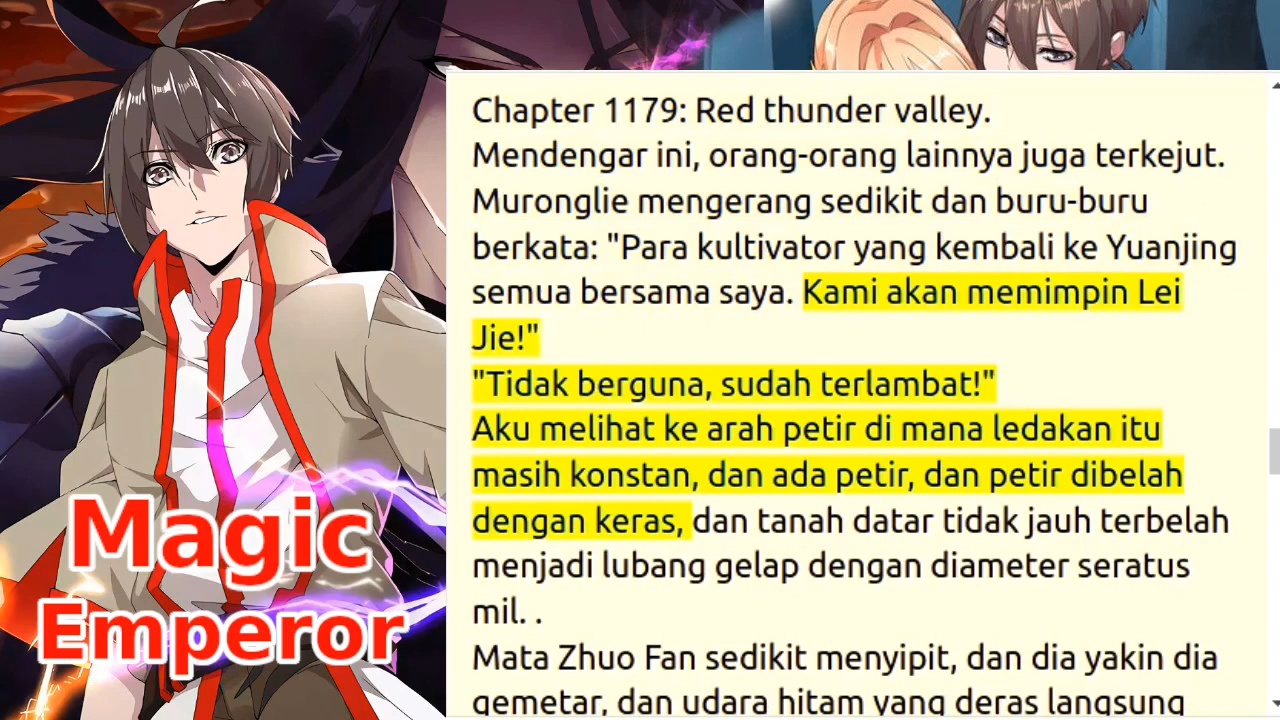 Magic
Emperor
Chapter 1179: Red thunder valley.
Mendengar ini, orang-orang lainnya juga terkejut.
Muronglie mengerang sedikit dan buru-buru
berkata: "Para kultivator yang kembali ke Yuanjing
semua bersama saya. Kami akan memimpin Lei
Jie!"
"Tidak berguna, sudah terlambat!"
Aku melihat ke arah petir di mana ledakan itu
masih konstan, dan ada petir, dan petir dibelah
dengan keras, dan tanah datar tidak jauh terbelah
menjadi lubang gelap dengan diameter seratus
mil. .
Mata Zhuo Fan sedikit menyipit, dan dia yakin dia
gemetar, dan udara hitam yang deras langsung